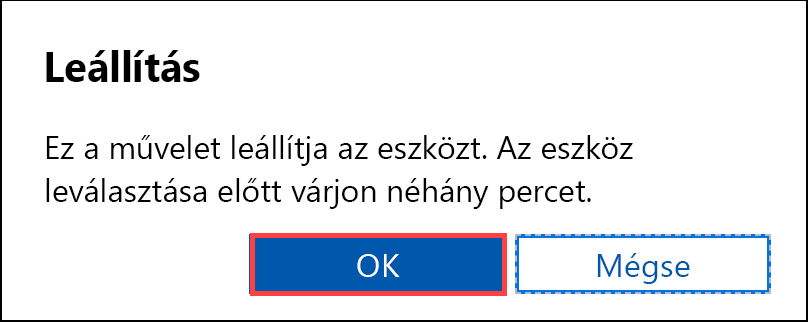 Leállítás
Ez a művelet leállítja az eszközt. Az eszköz
leválasztása előtt várjon néhány percet.
OK
Mégse